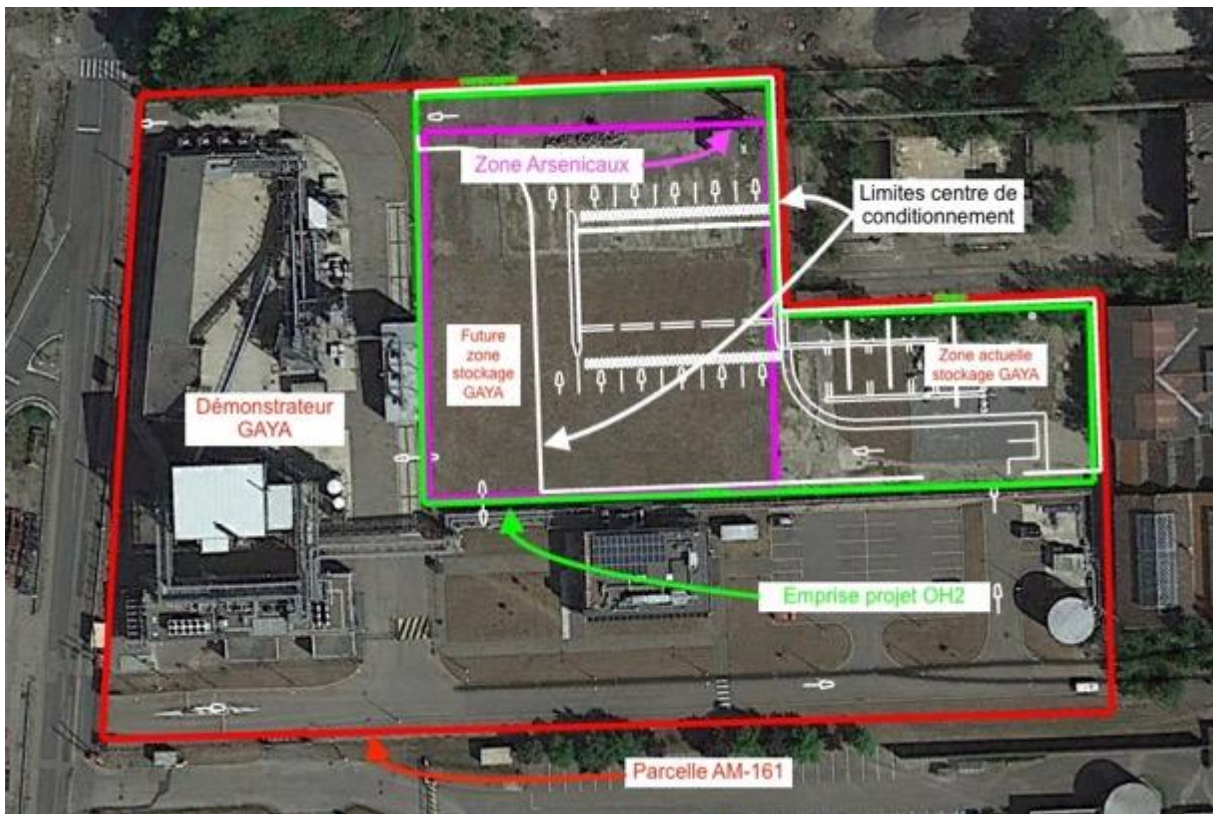 Zone Arsenicaux
Limites centre de
conditionnement
Future
zone
stockage
GAYA
Zone actuelle
stockage GAYA
Démonstrateur
GAYA
Emprise projet OH2
Parcelle AM-161